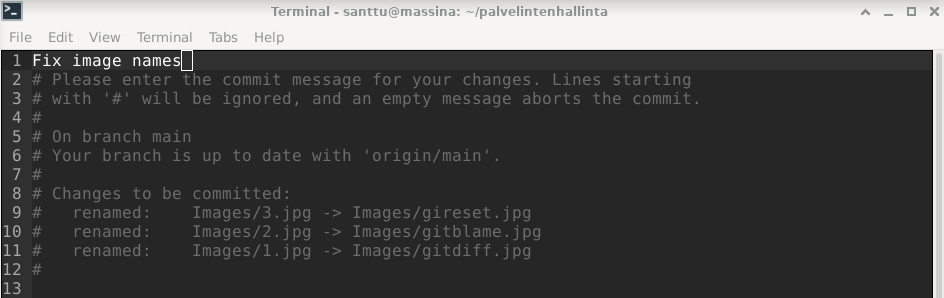 Terminal - santtu@massina: ~/palvelintenhallinta
File Edit View Terminal Tabs Help
1 Fix image names
2 # Please enter the commit message for your changes. Lines starting
3 # with '#' will be ignored, and an empty message aborts the commit.
4 #
5 # On branch main
6 # Your branch is up to date with 'origin/main'.
7 #
8 # Changes to be committed:
9 #   renamed:    Images/3.jpg -> Images/gireset.jpg
10 #   renamed:    Images/2.jpg -> Images/gitblame.jpg
11 #   renamed:    Images/1.jpg -> Images/gitdiff.jpg
12 #
13